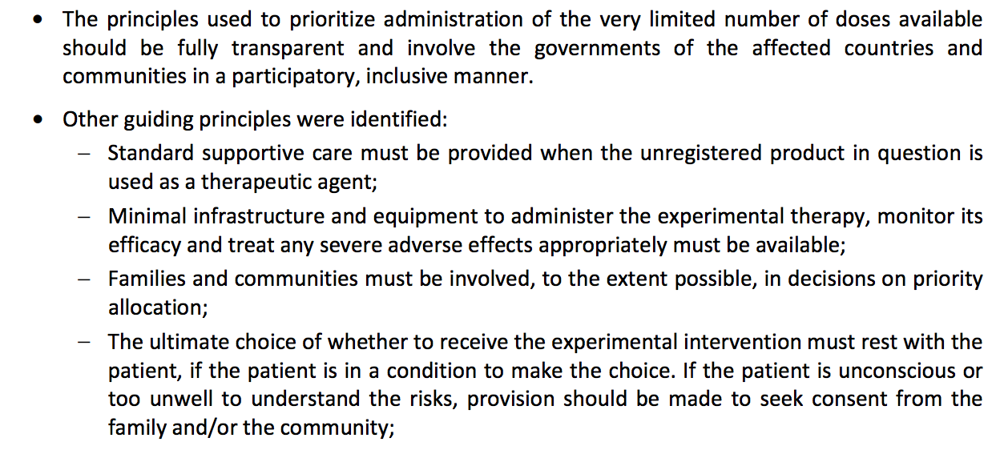 • The principles used to prioritize administration of the very limited number of doses available
should be fully transparent and involve the governments of the affected countries and
communities in a participatory, inclusive manner.
• Other guiding principles were identified:
– Standard supportive care must be provided when the unregistered product in question is
used as a therapeutic agent;
– Minimal infrastructure and equipment to administer the experimental therapy, monitor its
efficacy and treat any severe adverse effects appropriately must be available;
– Families and communities must be involved, to the extent possible, in decisions on priority
allocation;
– The ultimate choice of whether to receive the experimental intervention must rest with the
patient, if the patient is in a condition to make the choice. If the patient is unconscious or
too unwell to understand the risks, provision should be made to seek consent from the
family and/or the community;